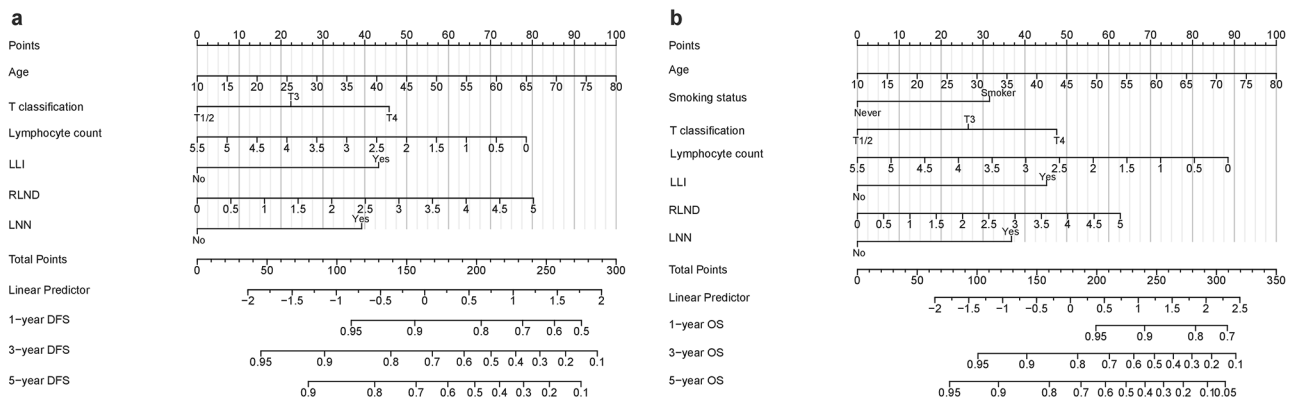 a
Points
0 10 20 30 40 50 60 70 80 90 100
Age
10 15 20 25 30 35 40 45 50 55 60 65 70 75 80
T classification
T3
T1/2 T4
Lymphocyte count
5.5 5 4.5 4 3.5 3 2.5 2 1.5 1 0.5 0
LLI
Yes
No
RLND
0 0.5 1 1.5 2 2.5 3 3.5 4 4.5 5
LNN
Yes
No
Total Points
0 50 100 150 200 250 300
Linear Predictor
−2 −1.5 −1 −0.5 0 0.5 1 1.5 2
1−year DFS
0.95 0.9 0.8 0.7 0.6 0.5
3−year DFS
0.95 0.9 0.8 0.7 0.6 0.5 0.4 0.3 0.2 0.1
5−year DFS
0.9 0.8 0.7 0.6 0.5 0.4 0.3 0.2 0.1
b
Points
0 10 20 30 40 50 60 70 80 90 100
Age
10 15 20 25 30 35 40 45 50 55 60 65 70 75 80
Smoking status
Smoker
Never
T classification
T3
T1/2 T4
Lymphocyte count
5.5 5 4.5 4 3.5 3 2.5 2 1.5 1 0.5 0
LLI
Yes
No
RLND
0 0.5 1 1.5 2 2.5 3 3.5 4 4.5 5
LNN
Yes
No
Total Points
0 50 100 150 200 250 300 350
Linear Predictor
−2 −1.5 −1 −0.5 0 0.5 1 1.5 2 2.5
1−year OS
0.95 0.9 0.8 0.7
3−year OS
0.95 0.9 0.8 0.7 0.6 0.5 0.4 0.3 0.2 0.1
5−year OS
0.95 0.9 0.8 0.7 0.6 0.5 0.4 0.3 0.2 0.1 0.05